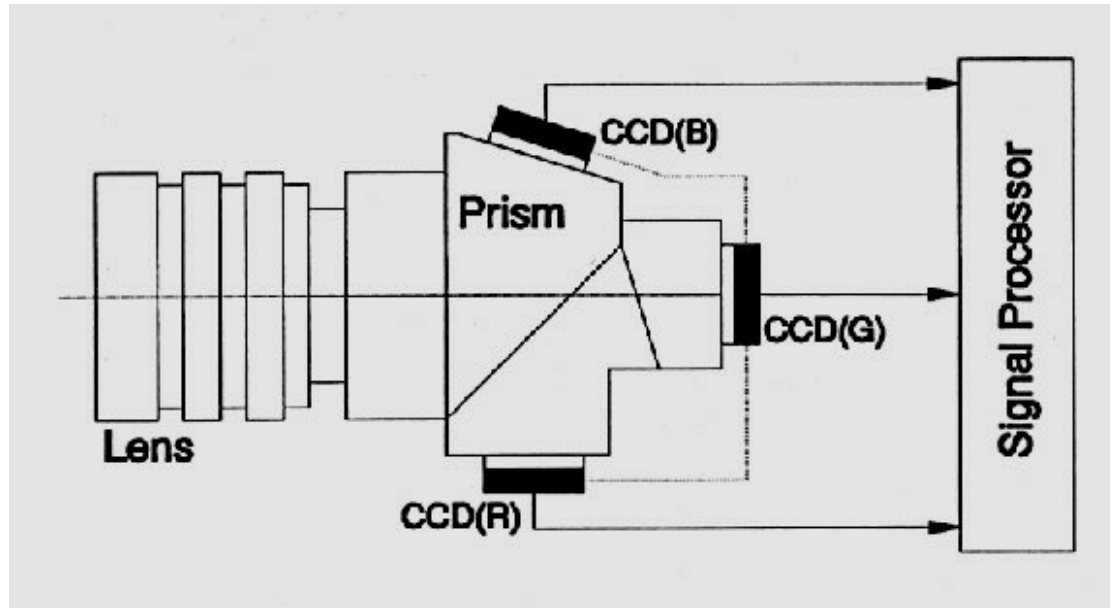 CCD(B)
Prism
CCD(G)
Lens
CCD(R)
Signal Processor